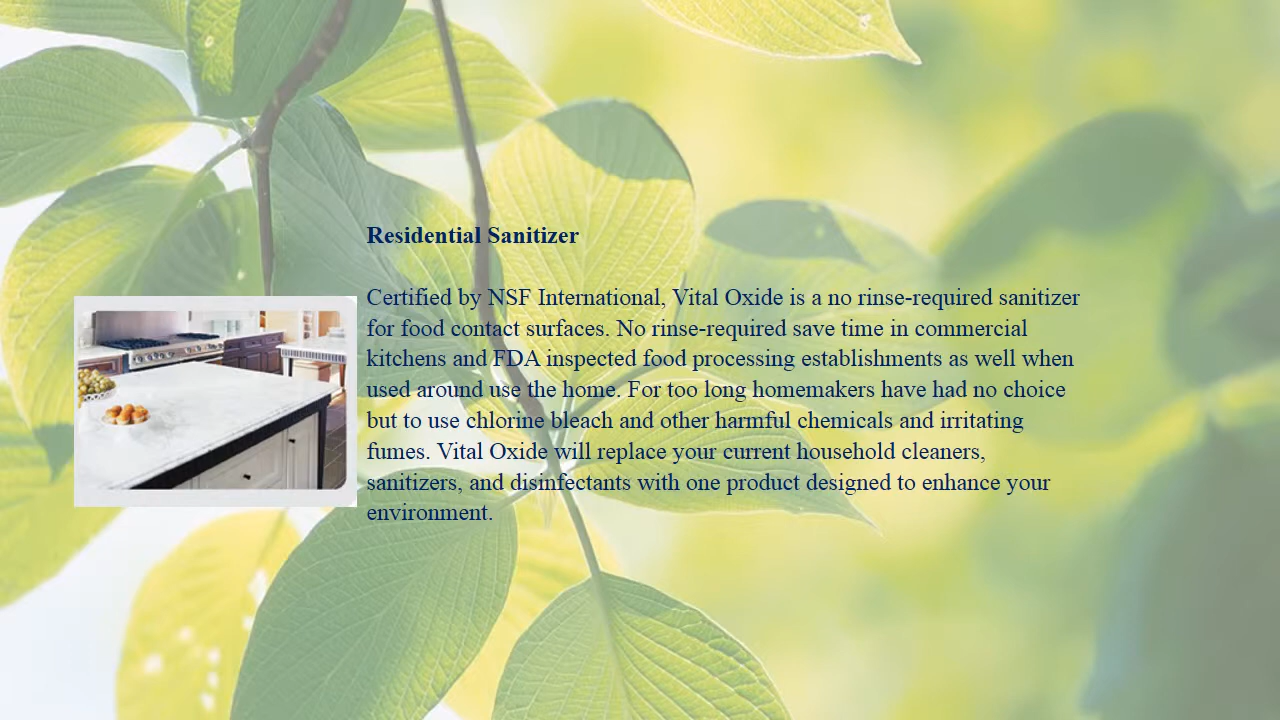 Residential Sanitizer
Certified by NSF International, Vital Oxide is a no rinse-required sanitizer
for food contact surfaces. No rinse-required save time in commercial
kitchens and FDA inspected food processing establishments as well when
used around use the home. For too long homemakers have had no choice
but to use chlorine bleach and other harmful chemicals and irritating
fumes. Vital Oxide will replace your current household cleaners,
sanitizers, and disinfectants with one product designed to enhance your
environment.